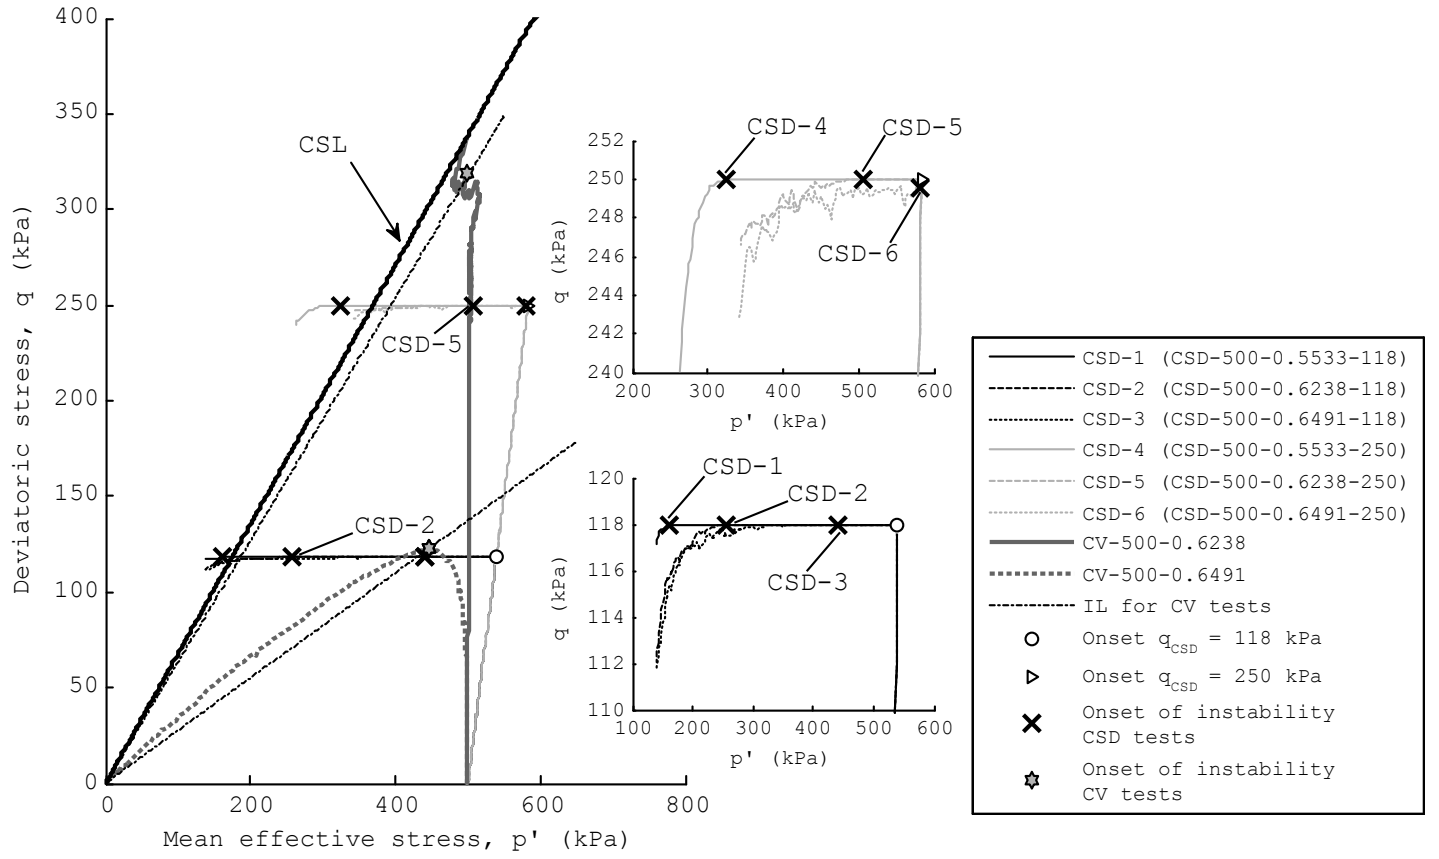 400
350
300
250
200
150
100
50
0
Deviatoric stress, q (kPa)
0
200
400
600
800
Mean effective stress, p' (kPa)
CSL
CSD-5
CSD-2
252
250
248
246
244
242
240
q (kPa)
200
300
400
500
600
p' (kPa)
CSD-4
CSD-5
CSD-6
120
118
116
114
112
110
q (kPa)
100
200
300
400
500
600
p' (kPa)
CSD-1
CSD-2
CSD-3
CSD-1 (CSD-500-0.5533-118)
CSD-2 (CSD-500-0.6238-118)
CSD-3 (CSD-500-0.6491-118)
CSD-4 (CSD-500-0.5533-250)
CSD-5 (CSD-500-0.6238-250)
CSD-6 (CSD-500-0.6491-250)
CV-500-0.6238
CV-500-0.6491
IL for CV tests
Onset qCSD = 118 kPa
Onset qCSD = 250 kPa
Onset of instability
CSD tests
Onset of instability
CV tests